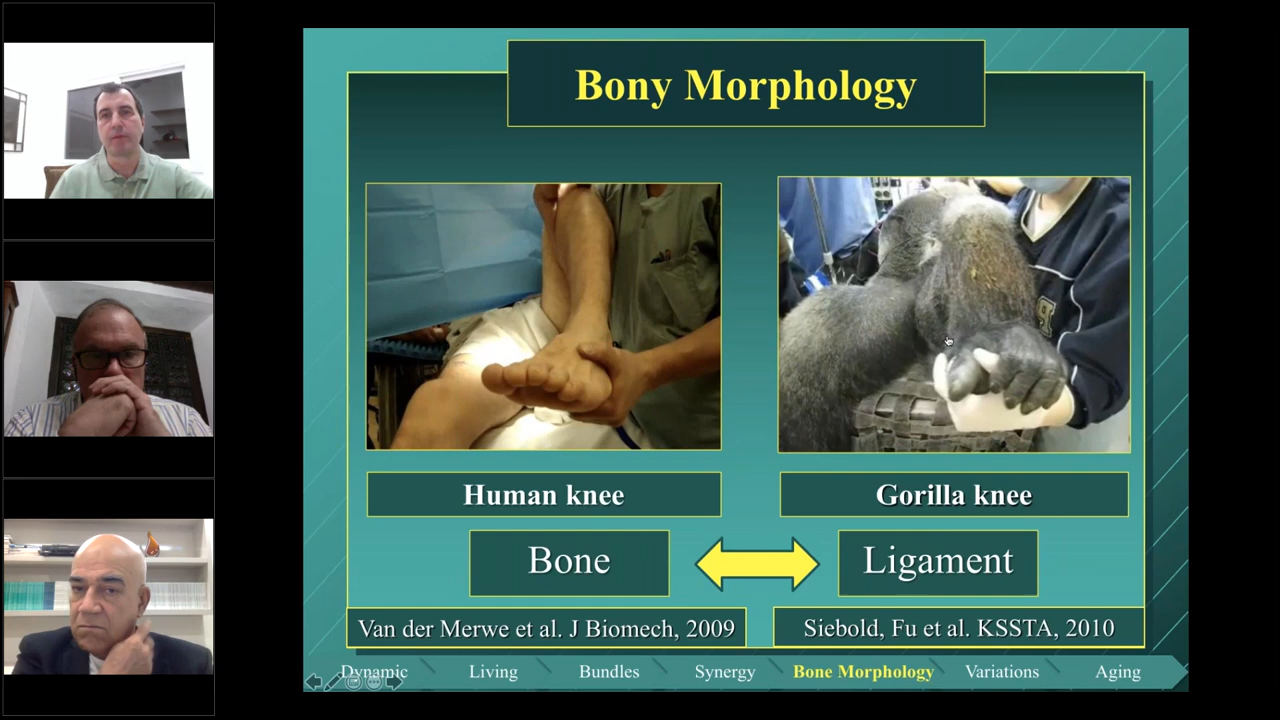 Bony Morphology
Human knee
Gorilla knee
Bone
Ligament
Van der Merwe et al. J Biomech, 2009
Siebold, Fu et al. KSSTA, 2010
Dynamic
Living
Bundles
Synergy
Bone Morphology
Variations
Aging